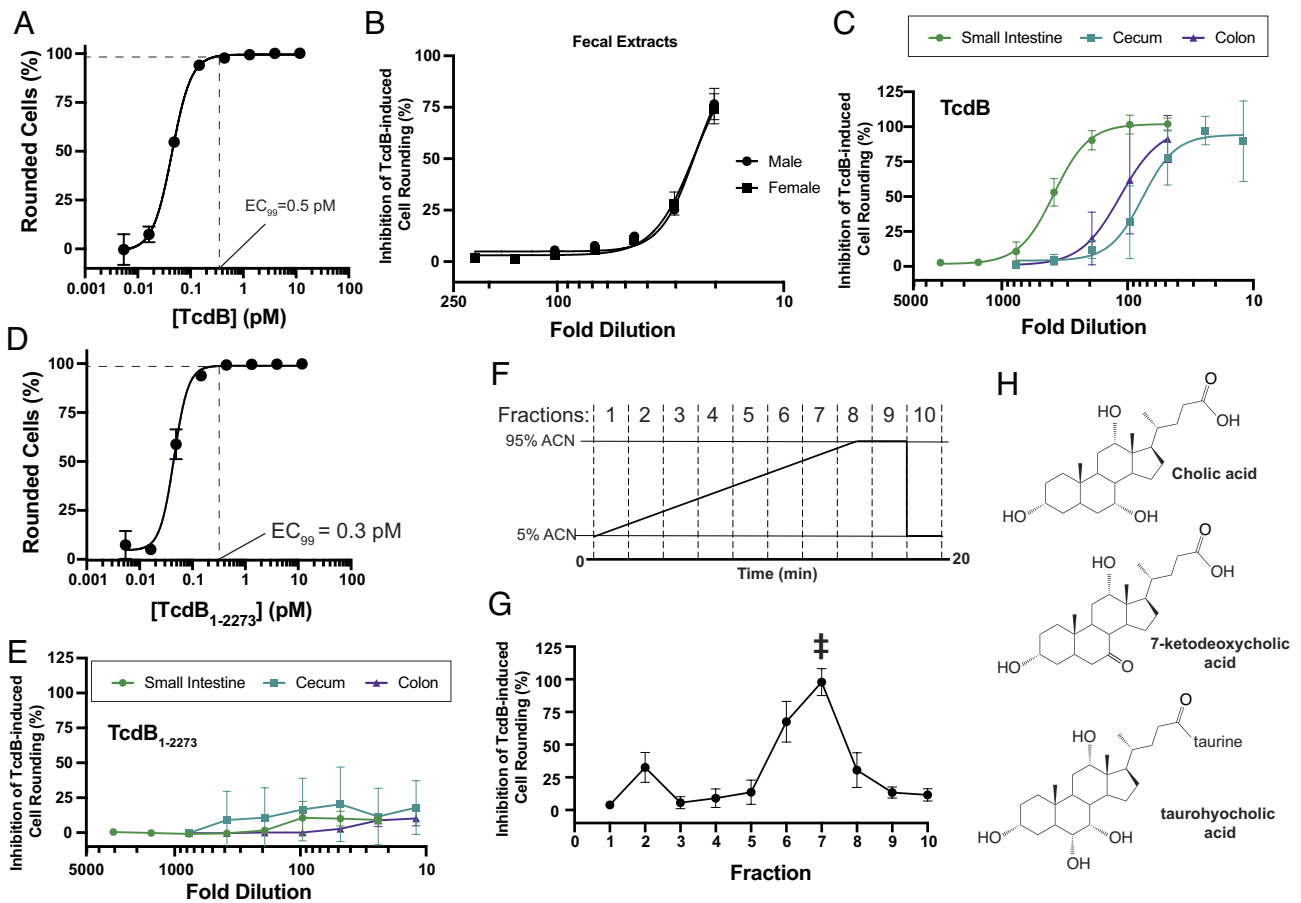 A
Rounded Cells (%)
100
75
50
25
0
EC99=0.5 pM
0.001 0.01 0.1 1 10 100
[TcdB] (pM)
B
Fecal Extracts
Inhibition of TcdB-induced
Cell Rounding (%)
100
75
50
25
0
Male
Female
250 100 10
Fold Dilution
C
Small Intestine Cecum Colon
TcdB
Inhibition of TcdB-induced
Cell Rounding (%)
125
100
75
50
25
0
5000 1000 100 10
Fold Dilution
D
Rounded Cells (%)
100
75
50
25
0
EC99 = 0.3 pM
0.001 0.01 0.1 1 10 100
[TcdB1-2273] (pM)
E
Inhibition of TcdB-induced
Cell Rounding (%)
125
100
75
50
25
0
Small Intestine Cecum Colon
TcdB1-2273
5000 1000 100 10
Fold Dilution
F
Fractions: 1 2 3 4 5 6 7 8 9 10
95% ACN
5% ACN
0 20
Time (min)
G
Inhibition of TcdB-induced
Cell Rounding (%)
125
100
75
50
25
0
‡
0 1 2 3 4 5 6 7 8 9 10
Fraction
H
O
HO OH
Cholic acid
HO OH
O
HO OH
7-ketodeoxycholic
acid
HO O
O
HO taurine
taurohyocholic
acid
HO OH
OH